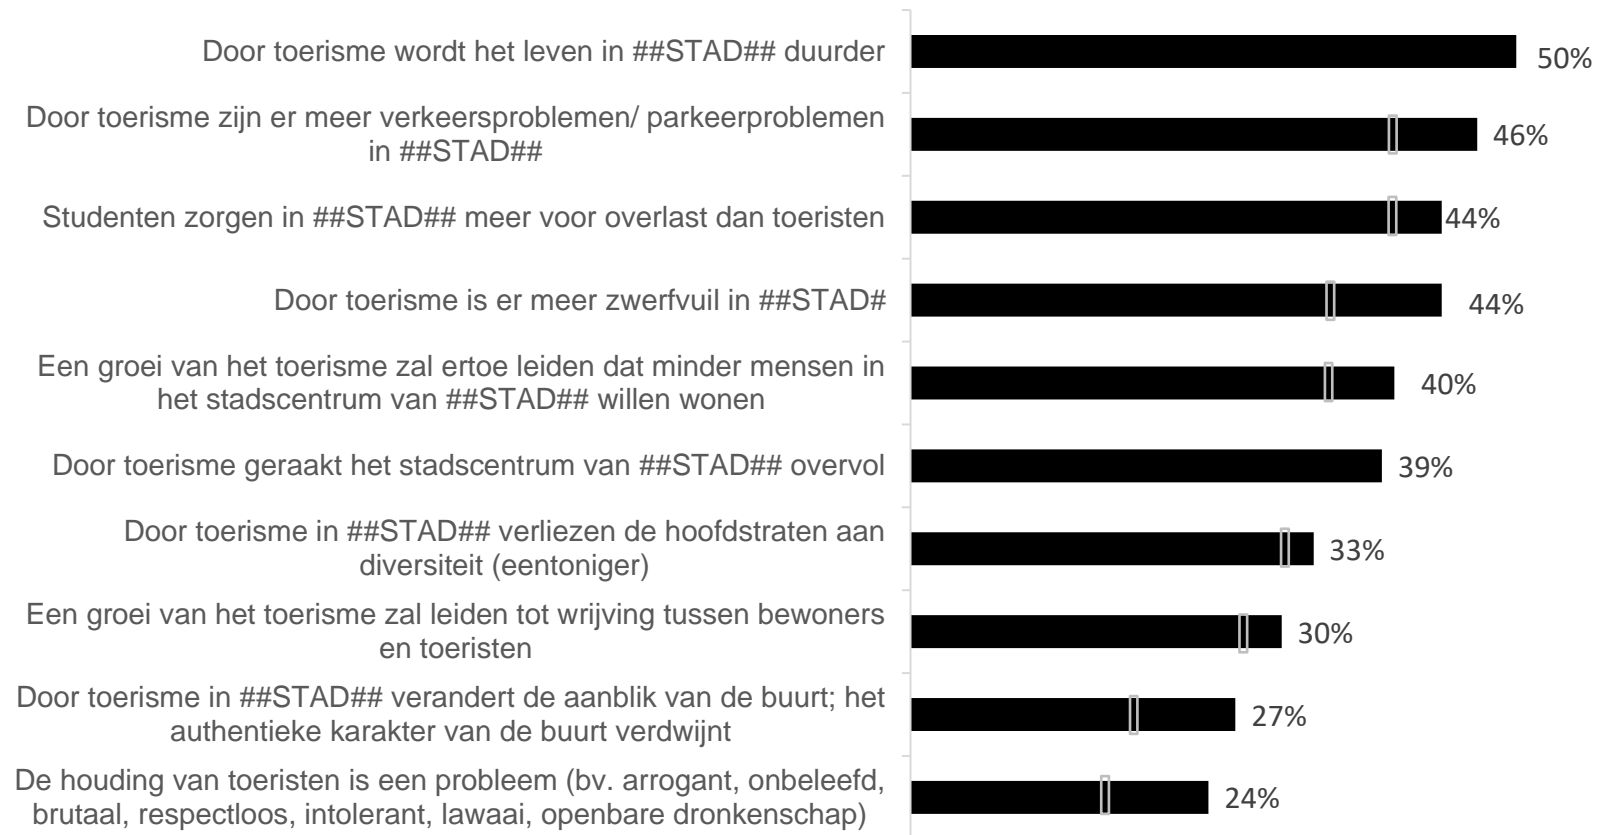 Door toerisme wordt het leven in ##STAD## duurder
50%
Door toerisme zijn er meer verkeersproblemen/ parkeerproblemen
in ##STAD##
46%
Studenten zorgen in ##STAD## meer voor overlast dan toeristen
44%
Door toerisme is er meer zwerfvuil in ##STAD#
44%
Een groei van het toerisme zal ertoe leiden dat minder mensen in
het stadscentrum van ##STAD## willen wonen
40%
Door toerisme geraakt het stadscentrum van ##STAD## overvol
39%
Door toerisme in ##STAD## verliezen de hoofdstraten aan
diversiteit (eentoniger)
33%
Een groei van het toerisme zal leiden tot wrijving tussen bewoners
en toeristen
30%
Door toerisme in ##STAD## verandert de aanblik van de buurt; het
authentieke karakter van de buurt verdwijnt
27%
De houding van toeristen is een probleem (bv. arrogant, onbeleefd,
brutaal, respectloos, intolerant, lawaai, openbare dronkenschap)
24%